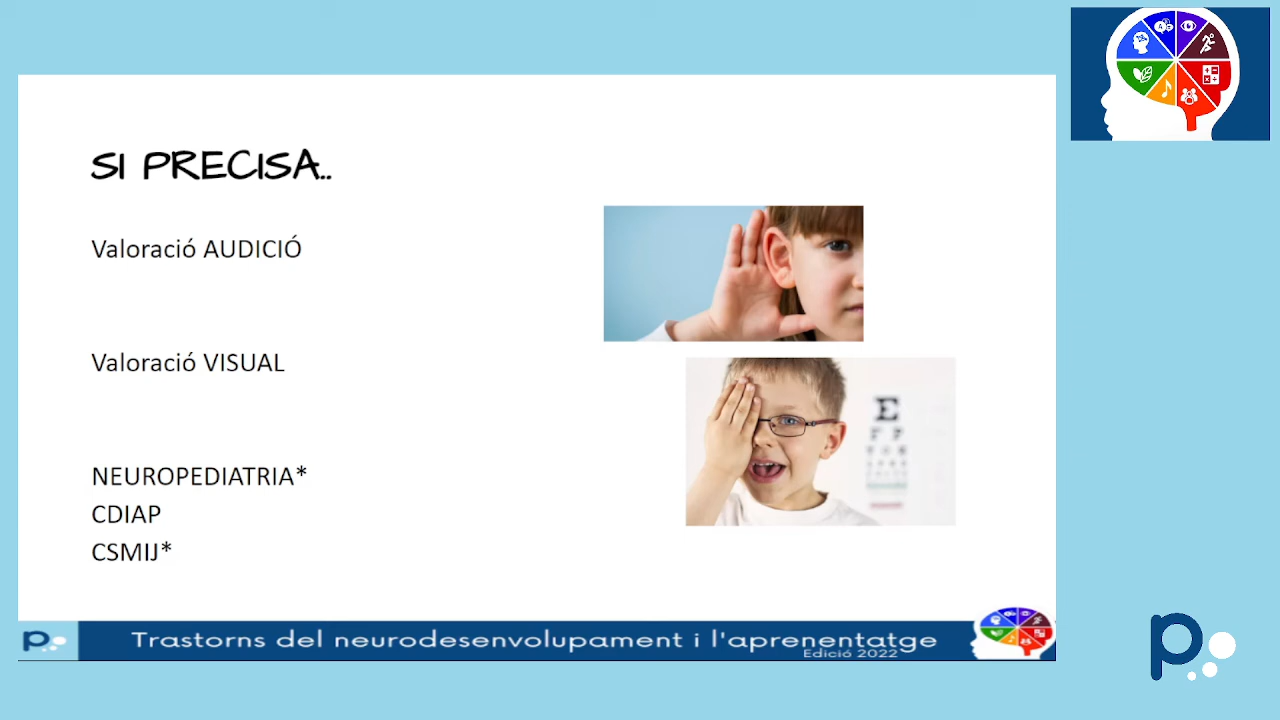 SI PRECISA..
Valoració AUDICIÓ
Valoració VISUAL
NEUROPEDIATRIA*
CDIAP
CSMIJ*
E
F P
p
Trastorns del neurodesenvolupament i l'aprenentatge
Edició 2022
p